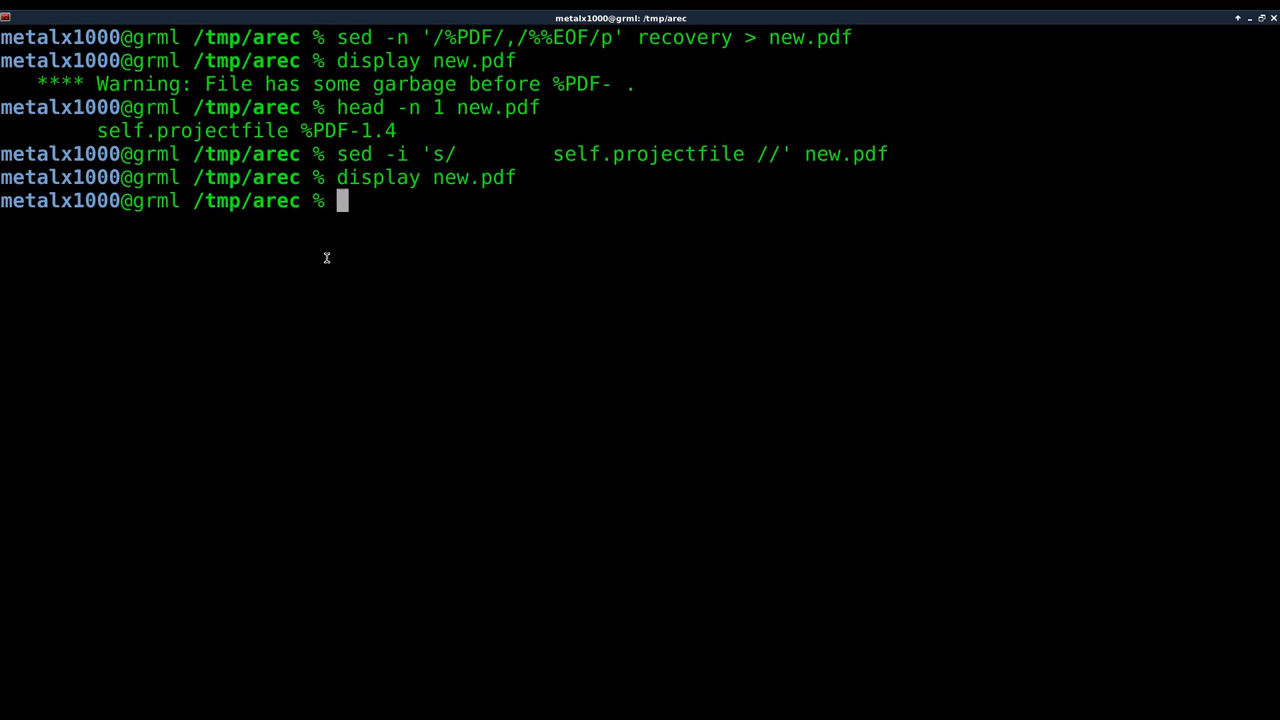 metalx1000@grml: /tmp/arec
metalx1000@grml /tmp/arec % sed -n '/%PDF/,/%%EOF/p' recovery > new.pdf
metalx1000@grml /tmp/arec % display new.pdf
   **** Warning: File has some garbage before %PDF- .
metalx1000@grml /tmp/arec % head -n 1 new.pdf
        self.projectfile %PDF-1.4
metalx1000@grml /tmp/arec % sed -i 's/        self.projectfile //' new.pdf
metalx1000@grml /tmp/arec % display new.pdf
metalx1000@grml /tmp/arec %